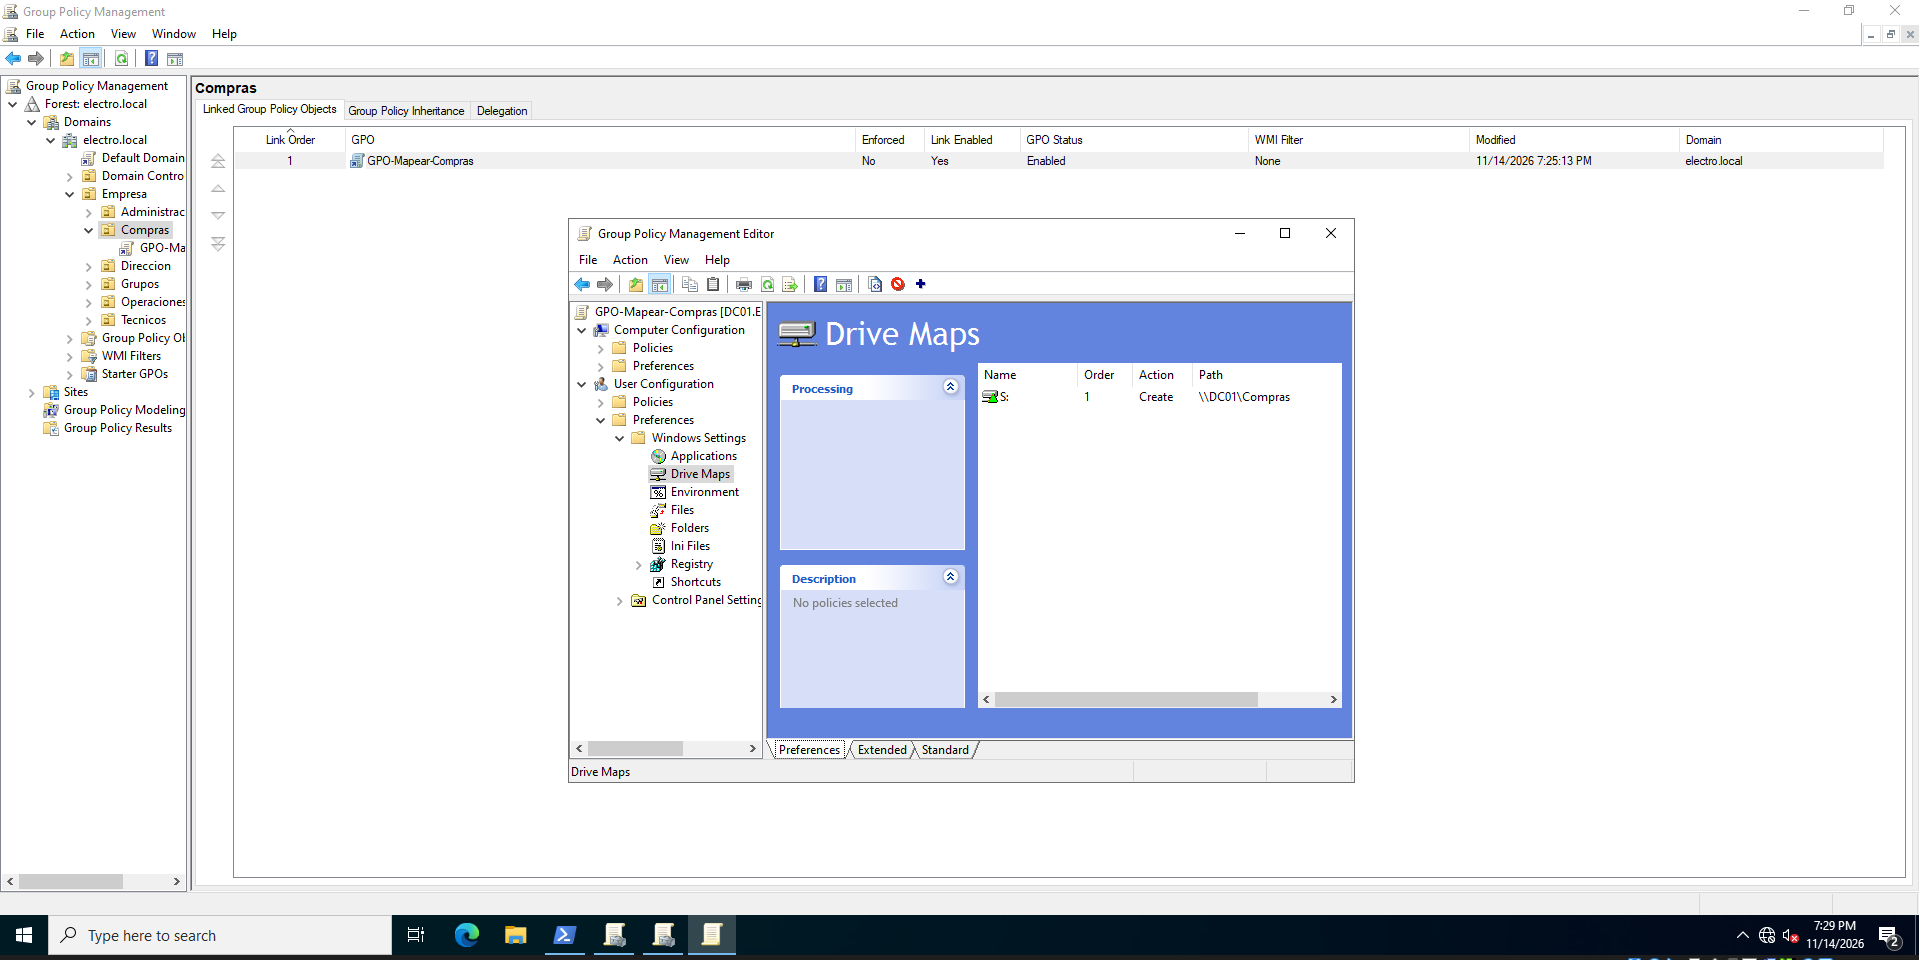 Group Policy Management
File Action View Window Help
Group Policy Management
Forest: electro.local
Domains
electro.local
Default Domain
Domain Contro
Empresa
Administrac
Compras
GPO-Ma
Direccion
Grupos
Operaciones
Tecnicos
Group Policy Ob
WMI Filters
Starter GPOs
Sites
Group Policy Modeling
Group Policy Results
Compras
Linked Group Policy Objects Group Policy Inheritance Delegation
Link Order GPO Enforced Link Enabled GPO Status WMI Filter Modified Domain
1 GPO-Mapear-Compras No Yes Enabled None 11/14/2026 7:25:13 PM electro.local
Group Policy Management Editor
File Action View Help
GPO-Mapear-Compras [DC01.E
Computer Configuration
Policies
Preferences
User Configuration
Policies
Preferences
Windows Settings
Applications
Drive Maps
Environment
Files
Folders
Ini Files
Registry
Shortcuts
Control Panel Setting
Drive Maps
Processing
Description
No policies selected
Name Order Action Path
S: 1 Create \\DC01\Compras
Preferences Extended Standard
Drive Maps
Type here to search
7:29 PM
11/14/2026
2